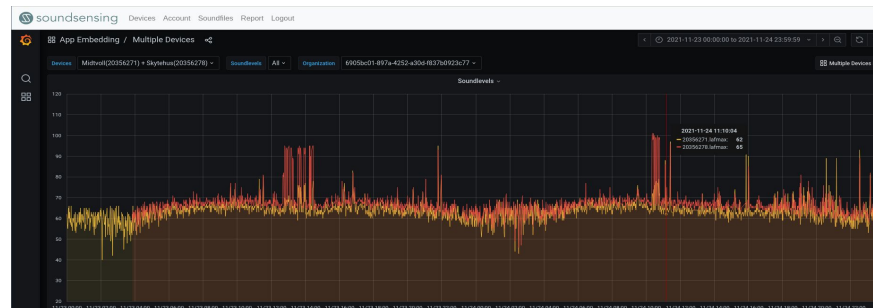 soundsensing Devices Account Soundfiles Report Logout
App Embedding / Multiple Devices
2021-11-23 00:00:00 to 2021-11-24 23:59:59
Devices Midtvoll(20356271) + Skytehus(20356278) Soundlevels All Organization 6905bc01-897a-4252-a30d-f837b0923c77
Multiple Devices
Soundlevels
120
110
100
90
80
70
60
50
40
30
20
2021-11-24 11:10:04
20356271.lafmax: 62
20356278.lafmax: 65